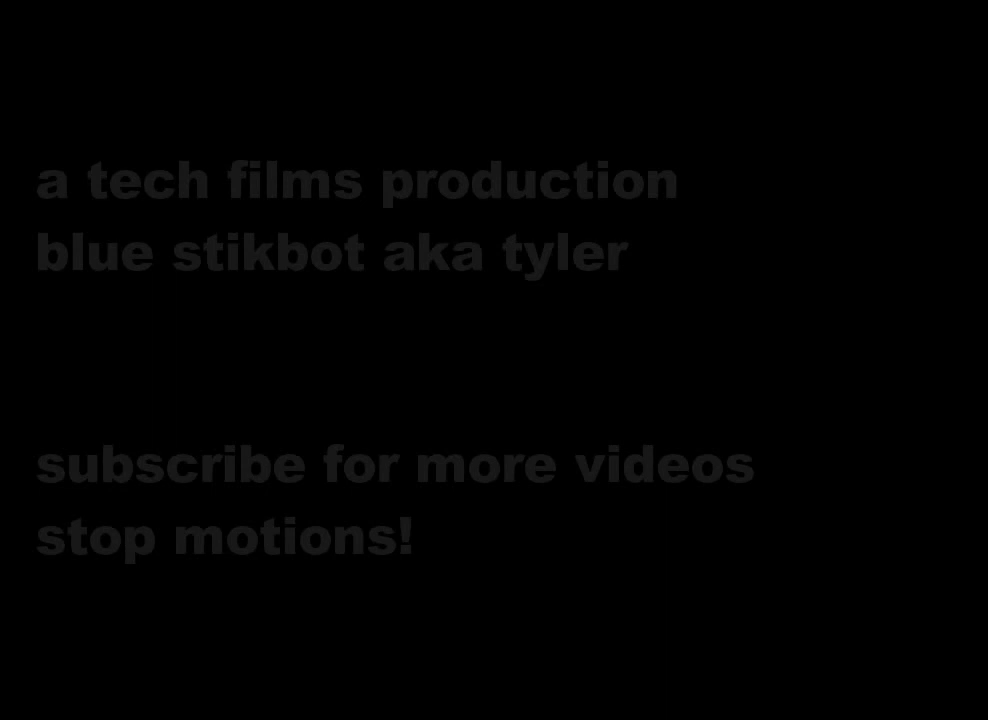 a tech films production
blue stikbot aka tyler
subscribe for more videos
stop motions!